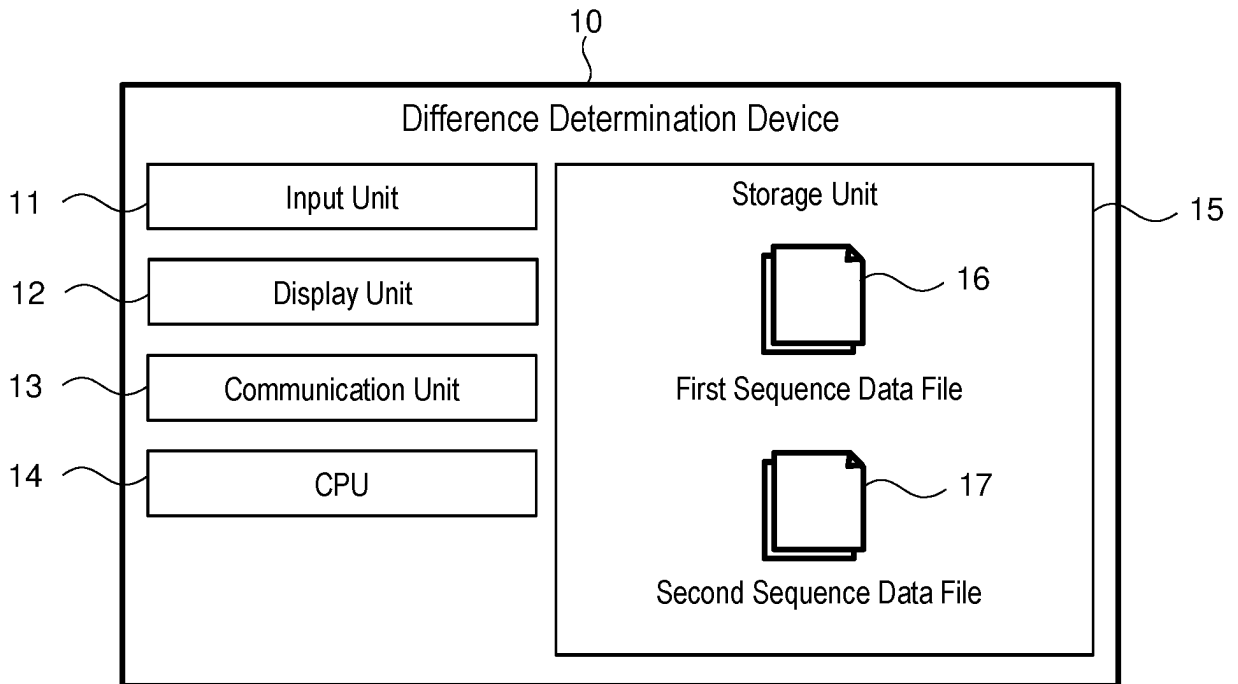 10
Difference Determination Device
11
Input Unit
12
Display Unit
13
Communication Unit
14
CPU
Storage Unit
15
16
First Sequence Data File
17
Second Sequence Data File